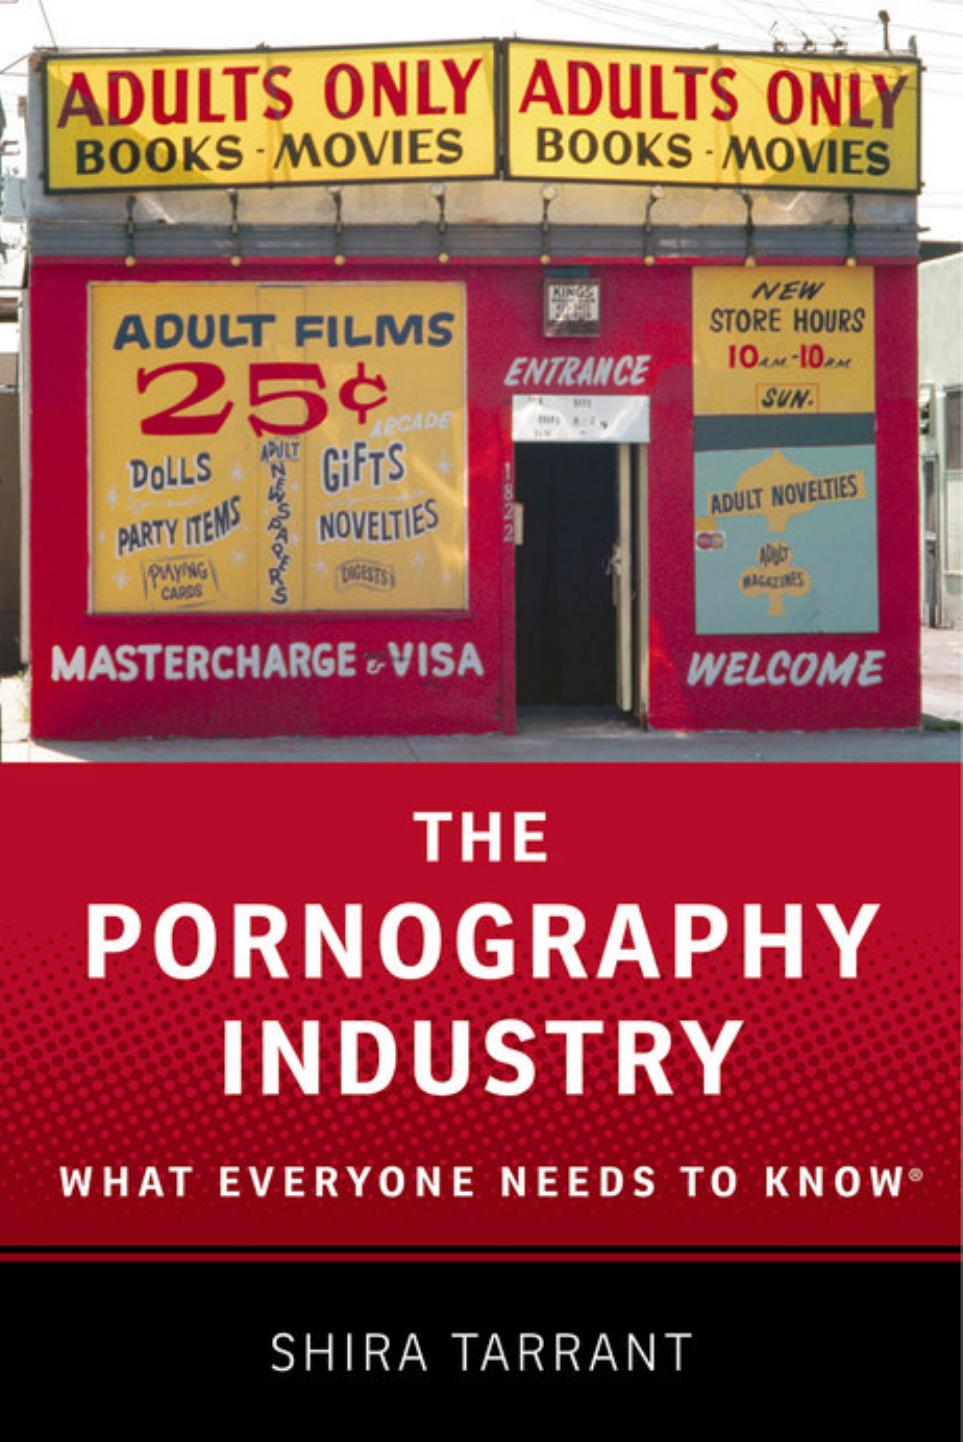 ADULTS ONLY
BOOKS - MOVIES
ADULTS ONLY
BOOKS - MOVIES
ADULT FILMS
25¢
ARCADE
DOLLS
PARTY ITEMS
PLAYING
CARDS
ADULT
NEWSPAPERS
GiFTS
NOVELTIES
DIGESTS
MASTERCHARGE & VISA
KINGS
ENTRANCE
1822
NEW
STORE HOURS
10 A.M.-10 P.M.
SUN.
ADULT NOVELTIES
ADULT
MAGAZINES
WELCOME
THE
PORNOGRAPHY
INDUSTRY
WHAT EVERYONE NEEDS TO KNOW®
SHIRA TARRANT